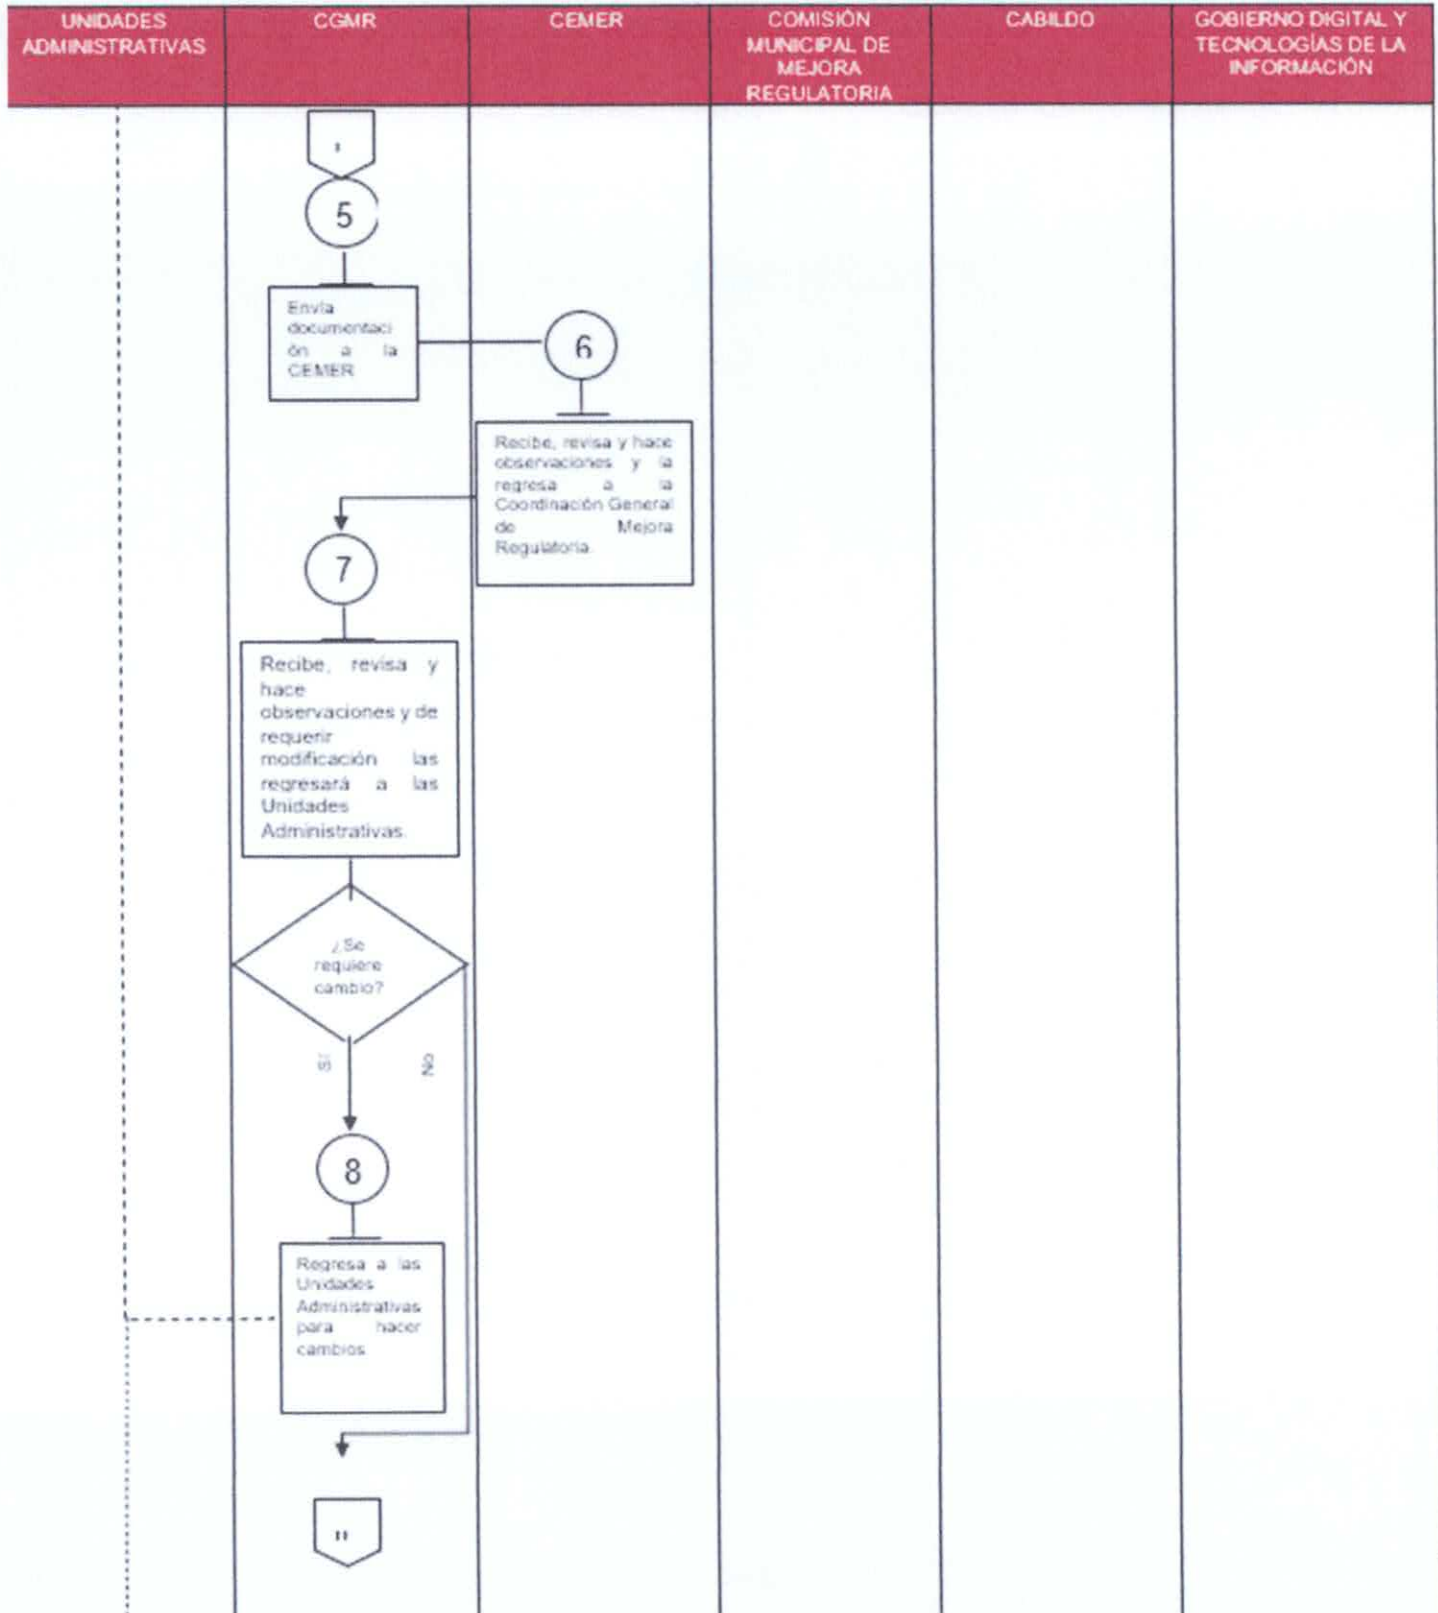 UNIDADES
ADMINISTRATIVAS
CGMR
CEMER
COMISIÓN
MUNICIPAL DE
MEJORA
REGULATORIA
CABILDO
GOBIERNO DIGITAL Y
TECNOLOGÍAS DE LA
INFORMACIÓN
I
5
Envía
documentaci
ón a la
CEMER
6
Recibe, revisa y hace
observaciones y la
regresa a la
Coordinación General
de Mejora
Regulatoria.
7
Recibe, revisa y
hace
observaciones y de
requerir
modificación las
regresará a las
Unidades
Administrativas.
¿Se
requiere
cambio?
Sí
No
8
Regresa a las
Unidades
Administrativas
para hacer
cambios
II